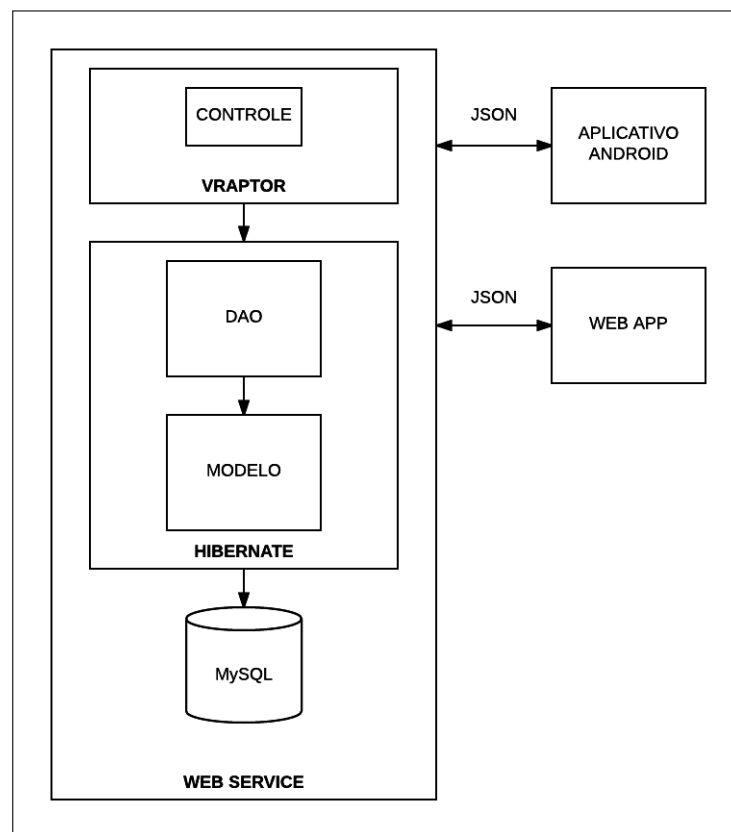 CONTROLE
VRAPTOR
DAO
MODELO
HIBERNATE
MySQL
WEB SERVICE
JSON
APLICATIVO
ANDROID
JSON
WEB APP